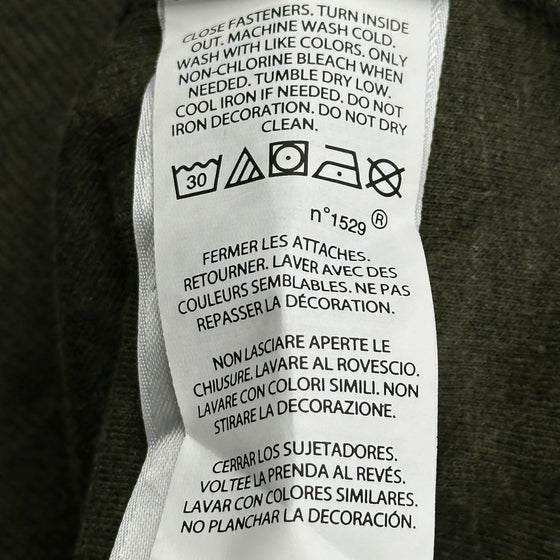 CLOSE FASTENERS. TURN INSIDE
OUT. MACHINE WASH COLD.
WASH WITH LIKE COLORS. ONLY
NON-CHLORINE BLEACH WHEN
NEEDED. TUMBLE DRY LOW.
COOL IRON IF NEEDED. DO NOT
IRON DECORATION. DO NOT DRY
CLEAN.
30
n°1529 ®
FERMER LES ATTACHES.
RETOURNER. LAVER AVEC DES
COULEURS SEMBLABLES. NE PAS
REPASSER LA DÉCORATION.
NON LASCIARE APERTE LE
CHIUSURE. LAVARE AL ROVESCIO.
LAVARE CON COLORI SIMILI. NON
STIRARE LA DECORAZIONE.
CERRAR LOS SUJETADORES.
VOLTEE LA PRENDA AL REVÉS.
LAVAR CON COLORES SIMILARES.
NO PLANCHAR LA DECORACIÓN.